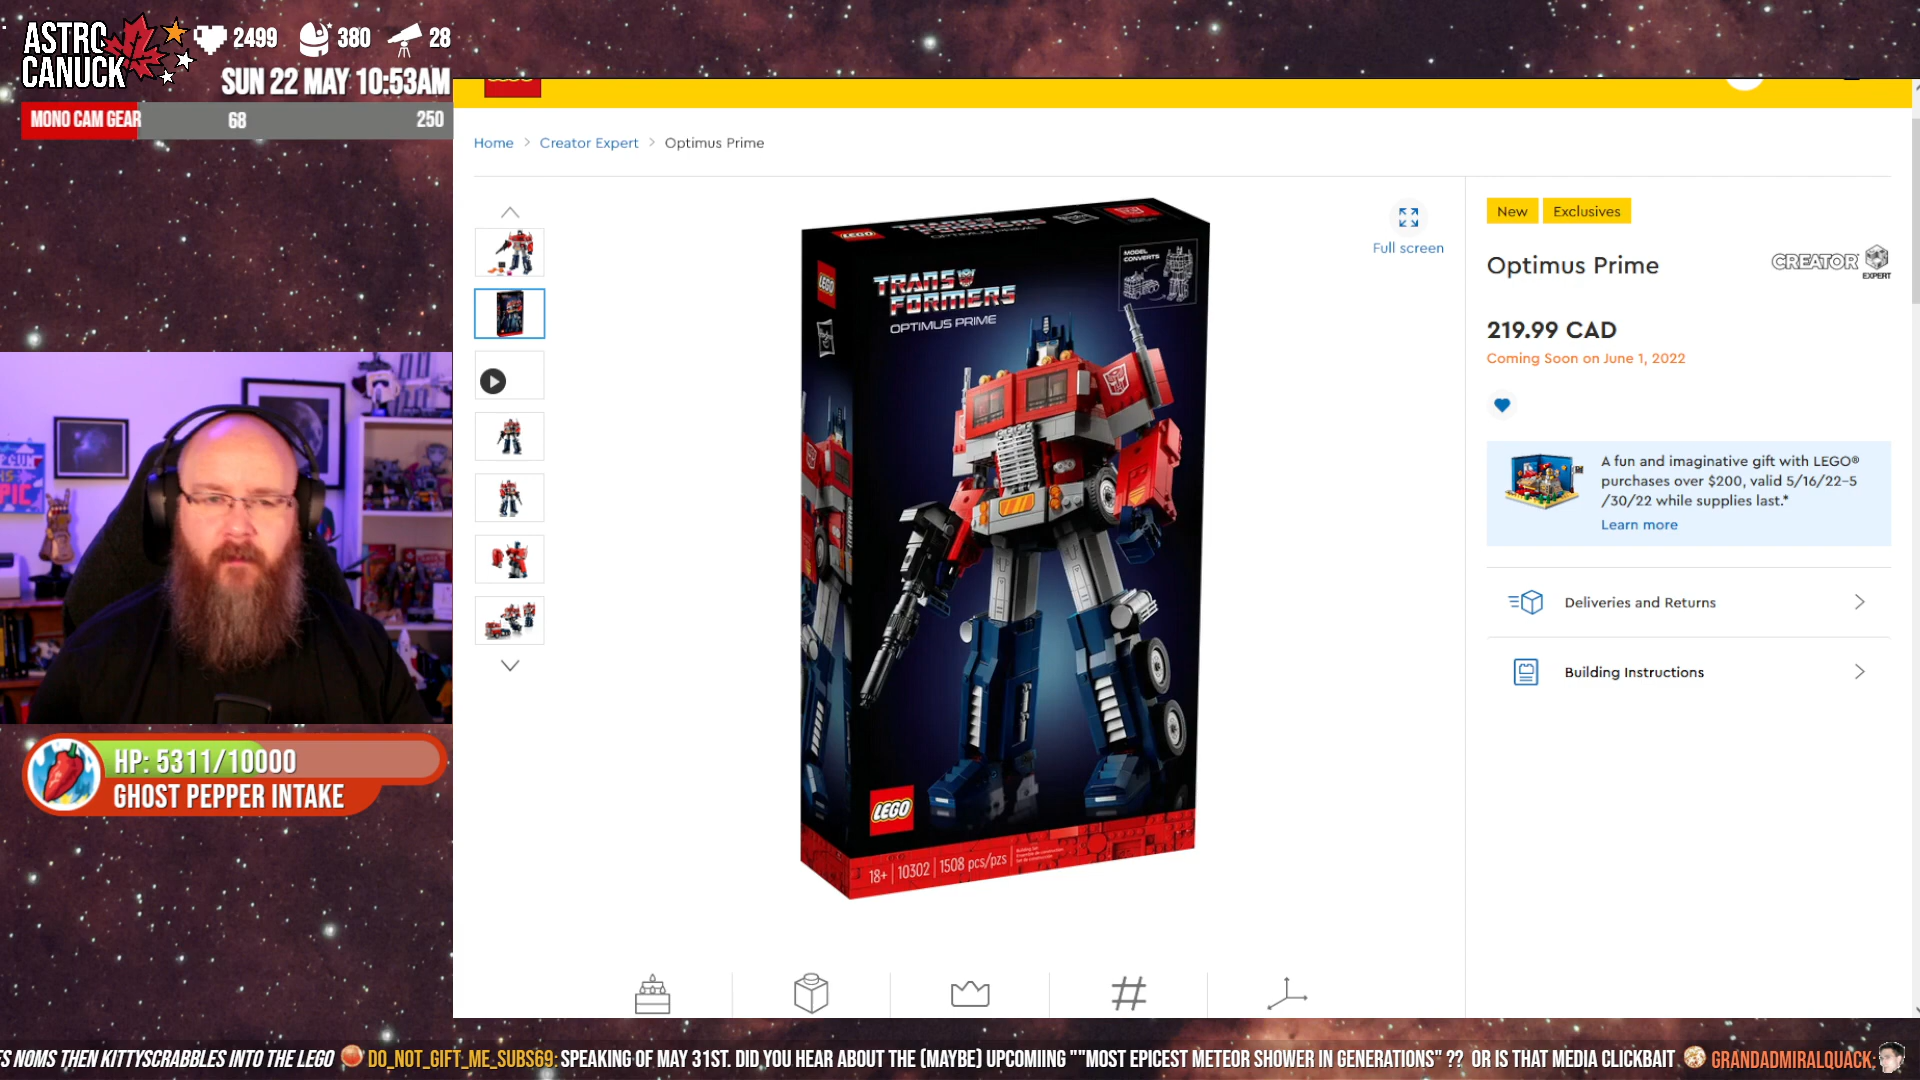 ASTRO
CANUCK
2499
380
28
SUN 22 MAY 10:53AM
MONO CAM GEAR
68
250
Home
Creator Expert
Optimus Prime
Full screen
LEGO
TRANSFORMERS
OPTIMUS PRIME
MODEL
CONVERTS
LEGO
18+ | 10302 | 1508 pcs/pzs
New
Exclusives
Optimus Prime
CREATOR
EXPERT
219.99 CAD
Coming Soon on June 1, 2022
A fun and imaginative gift with LEGO®
purchases over $200, valid 5/16/22–5
/30/22 while supplies last.*
Learn more
Deliveries and Returns
Building Instructions
HP: 5311/10000
GHOST PEPPER INTAKE
ES NOMS THEN KITTYSCRABBLES INTO THE LEGO DO_NOT_GIFT_ME_SUBS69: SPEAKING OF MAY 31ST. DID YOU HEAR ABOUT THE (MAYBE) UPCOMIING ""MOST EPICEST METEOR SHOWER IN GENERATIONS" ?? OR IS THAT MEDIA CLICKBAIT GRANDADMIRALQUACK: